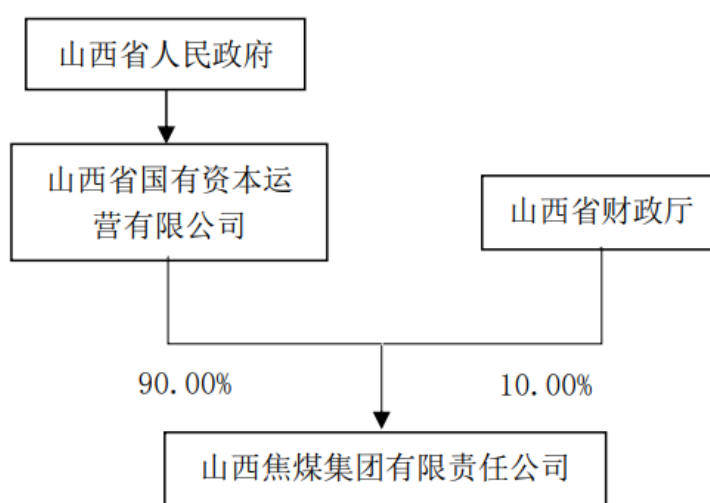 山西省人民政府
山西省国有资本运
营有限公司
山西省财政厅
90.00%
10.00%
山西焦煤集团有限责任公司